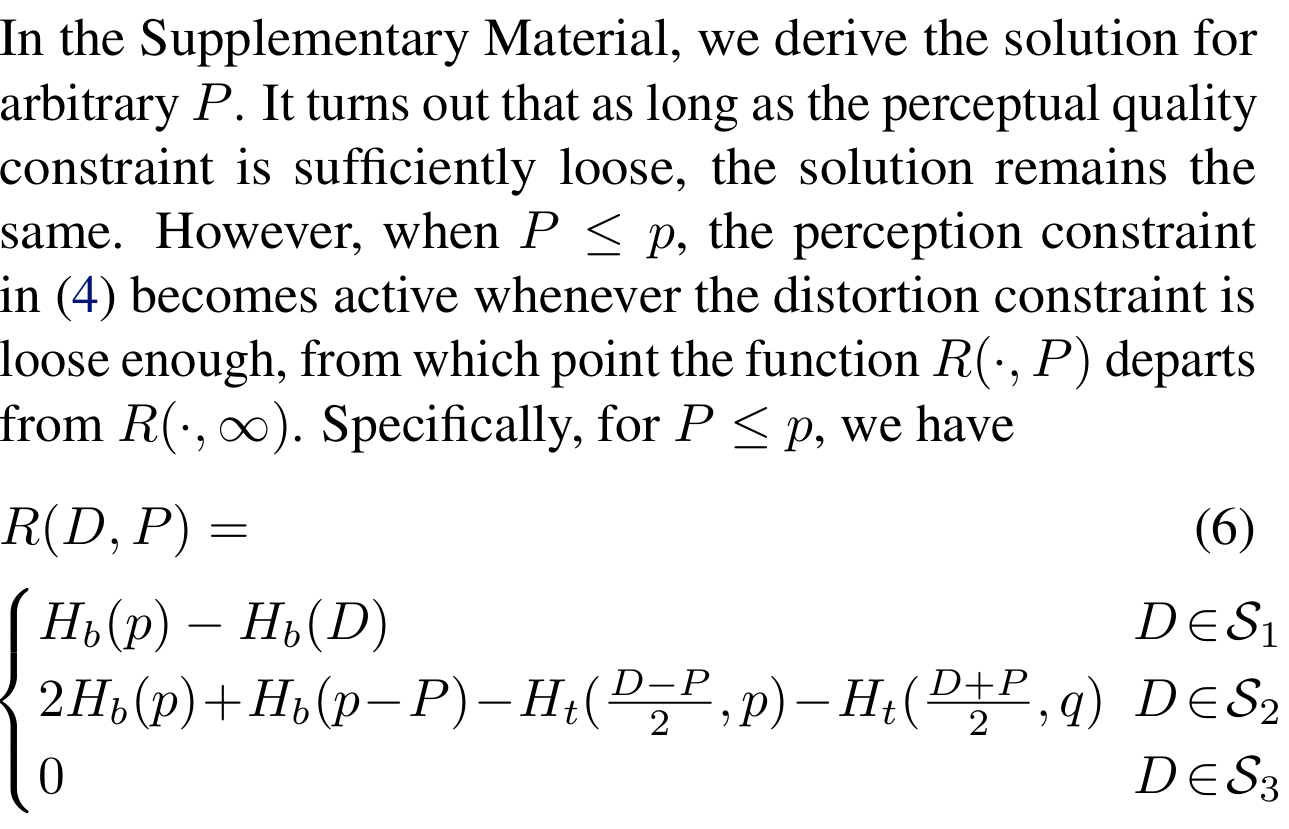 In the Supplementary Material, we derive the solution for
arbitrary P. It turns out that as long as the perceptual quality
constraint is sufficiently loose, the solution remains the
same. However, when P ≤ p, the perception constraint
in (4) becomes active whenever the distortion constraint is
loose enough, from which point the function R(·, P) departs
from R(·, ∞). Specifically, for P ≤ p, we have
R(D, P) = (6)
{ H_b(p) − H_b(D) D ∈ S_1
2H_b(p)+H_b(p−P)−H_t(\frac{D−P}{2}, p)−H_t(\frac{D+P}{2}, q) D ∈ S_2
0 D ∈ S_3